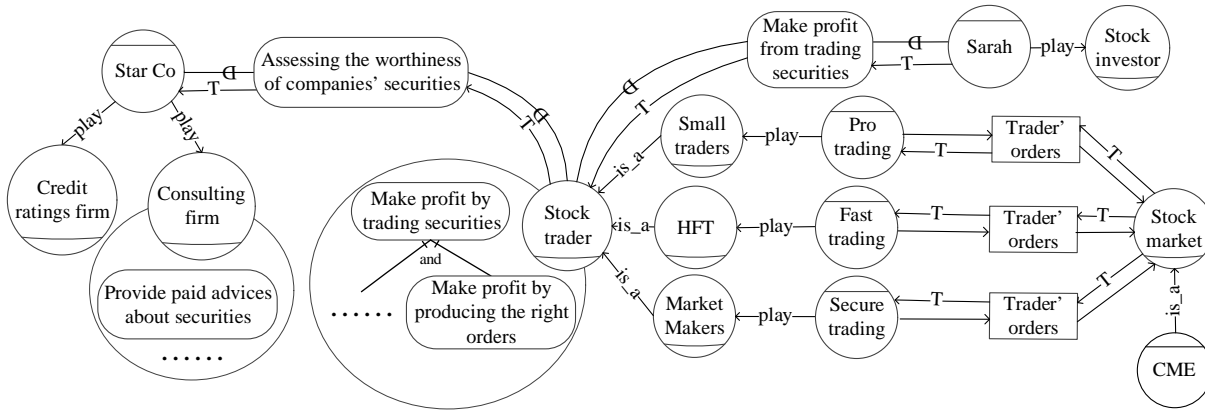 Star Co
play
play
Credit
ratings firm
Consulting
firm
Provide paid advices
about securities
......
D
T
Assessing the worthiness
of companies' securities
D
T
Make profit by
trading securities
and
......
Make profit by
producing the right
orders
Stock
trader
D
T
Make profit
from trading
securities
D
T
Sarah
play
Stock
investor
is_a
Small
traders
play
Pro
trading
T
Trader'
orders
T
is_a
HFT
play
Fast
trading
T
Trader'
orders
T
Stock
market
is_a
Market
Makers
play
Secure
trading
T
Trader'
orders
T
is_a
CME